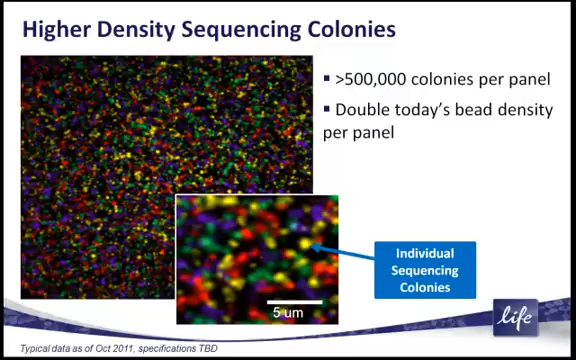 Higher Density Sequencing Colonies
▪ >500,000 colonies per panel
▪ Double today's bead density
per panel
Individual
Sequencing
Colonies
5 um
life
Typical data as of Oct 2011, specifications TBD